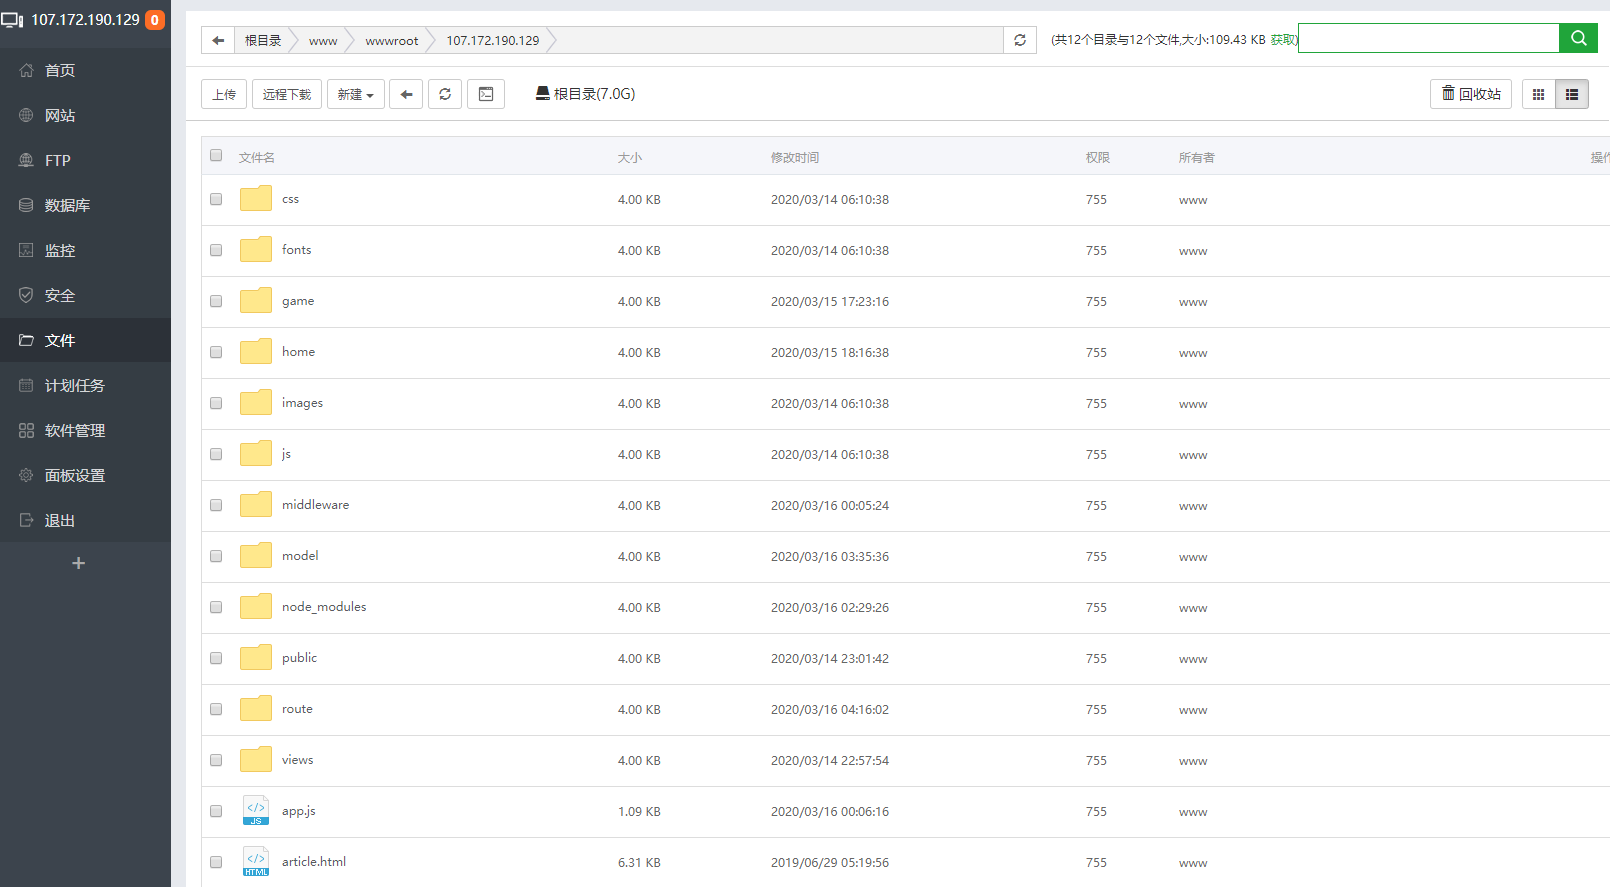 107.172.190.129 0
首页
网站
FTP
数据库
监控
安全
文件
计划任务
软件管理
面板设置
退出
+
根目录 www wwwroot 107.172.190.129 (共12个目录与12个文件,大小:109.43 KB 获取)
上传 远程下载 新建 根目录(7.0G) 回收站
文件名 大小 修改时间 权限 所有者 操作
css 4.00 KB 2020/03/14 06:10:38 755 www
fonts 4.00 KB 2020/03/14 06:10:38 755 www
game 4.00 KB 2020/03/15 17:23:16 755 www
home 4.00 KB 2020/03/15 18:16:38 755 www
images 4.00 KB 2020/03/14 06:10:38 755 www
js 4.00 KB 2020/03/14 06:10:38 755 www
middleware 4.00 KB 2020/03/16 00:05:24 755 www
model 4.00 KB 2020/03/16 03:35:36 755 www
node_modules 4.00 KB 2020/03/16 02:29:26 755 www
public 4.00 KB 2020/03/14 23:01:42 755 www
route 4.00 KB 2020/03/16 04:16:02 755 www
views 4.00 KB 2020/03/14 22:57:54 755 www
</> JS app.js 1.09 KB 2020/03/16 00:06:16 755 www
</> HTML article.html 6.31 KB 2019/06/29 05:19:56 755 www